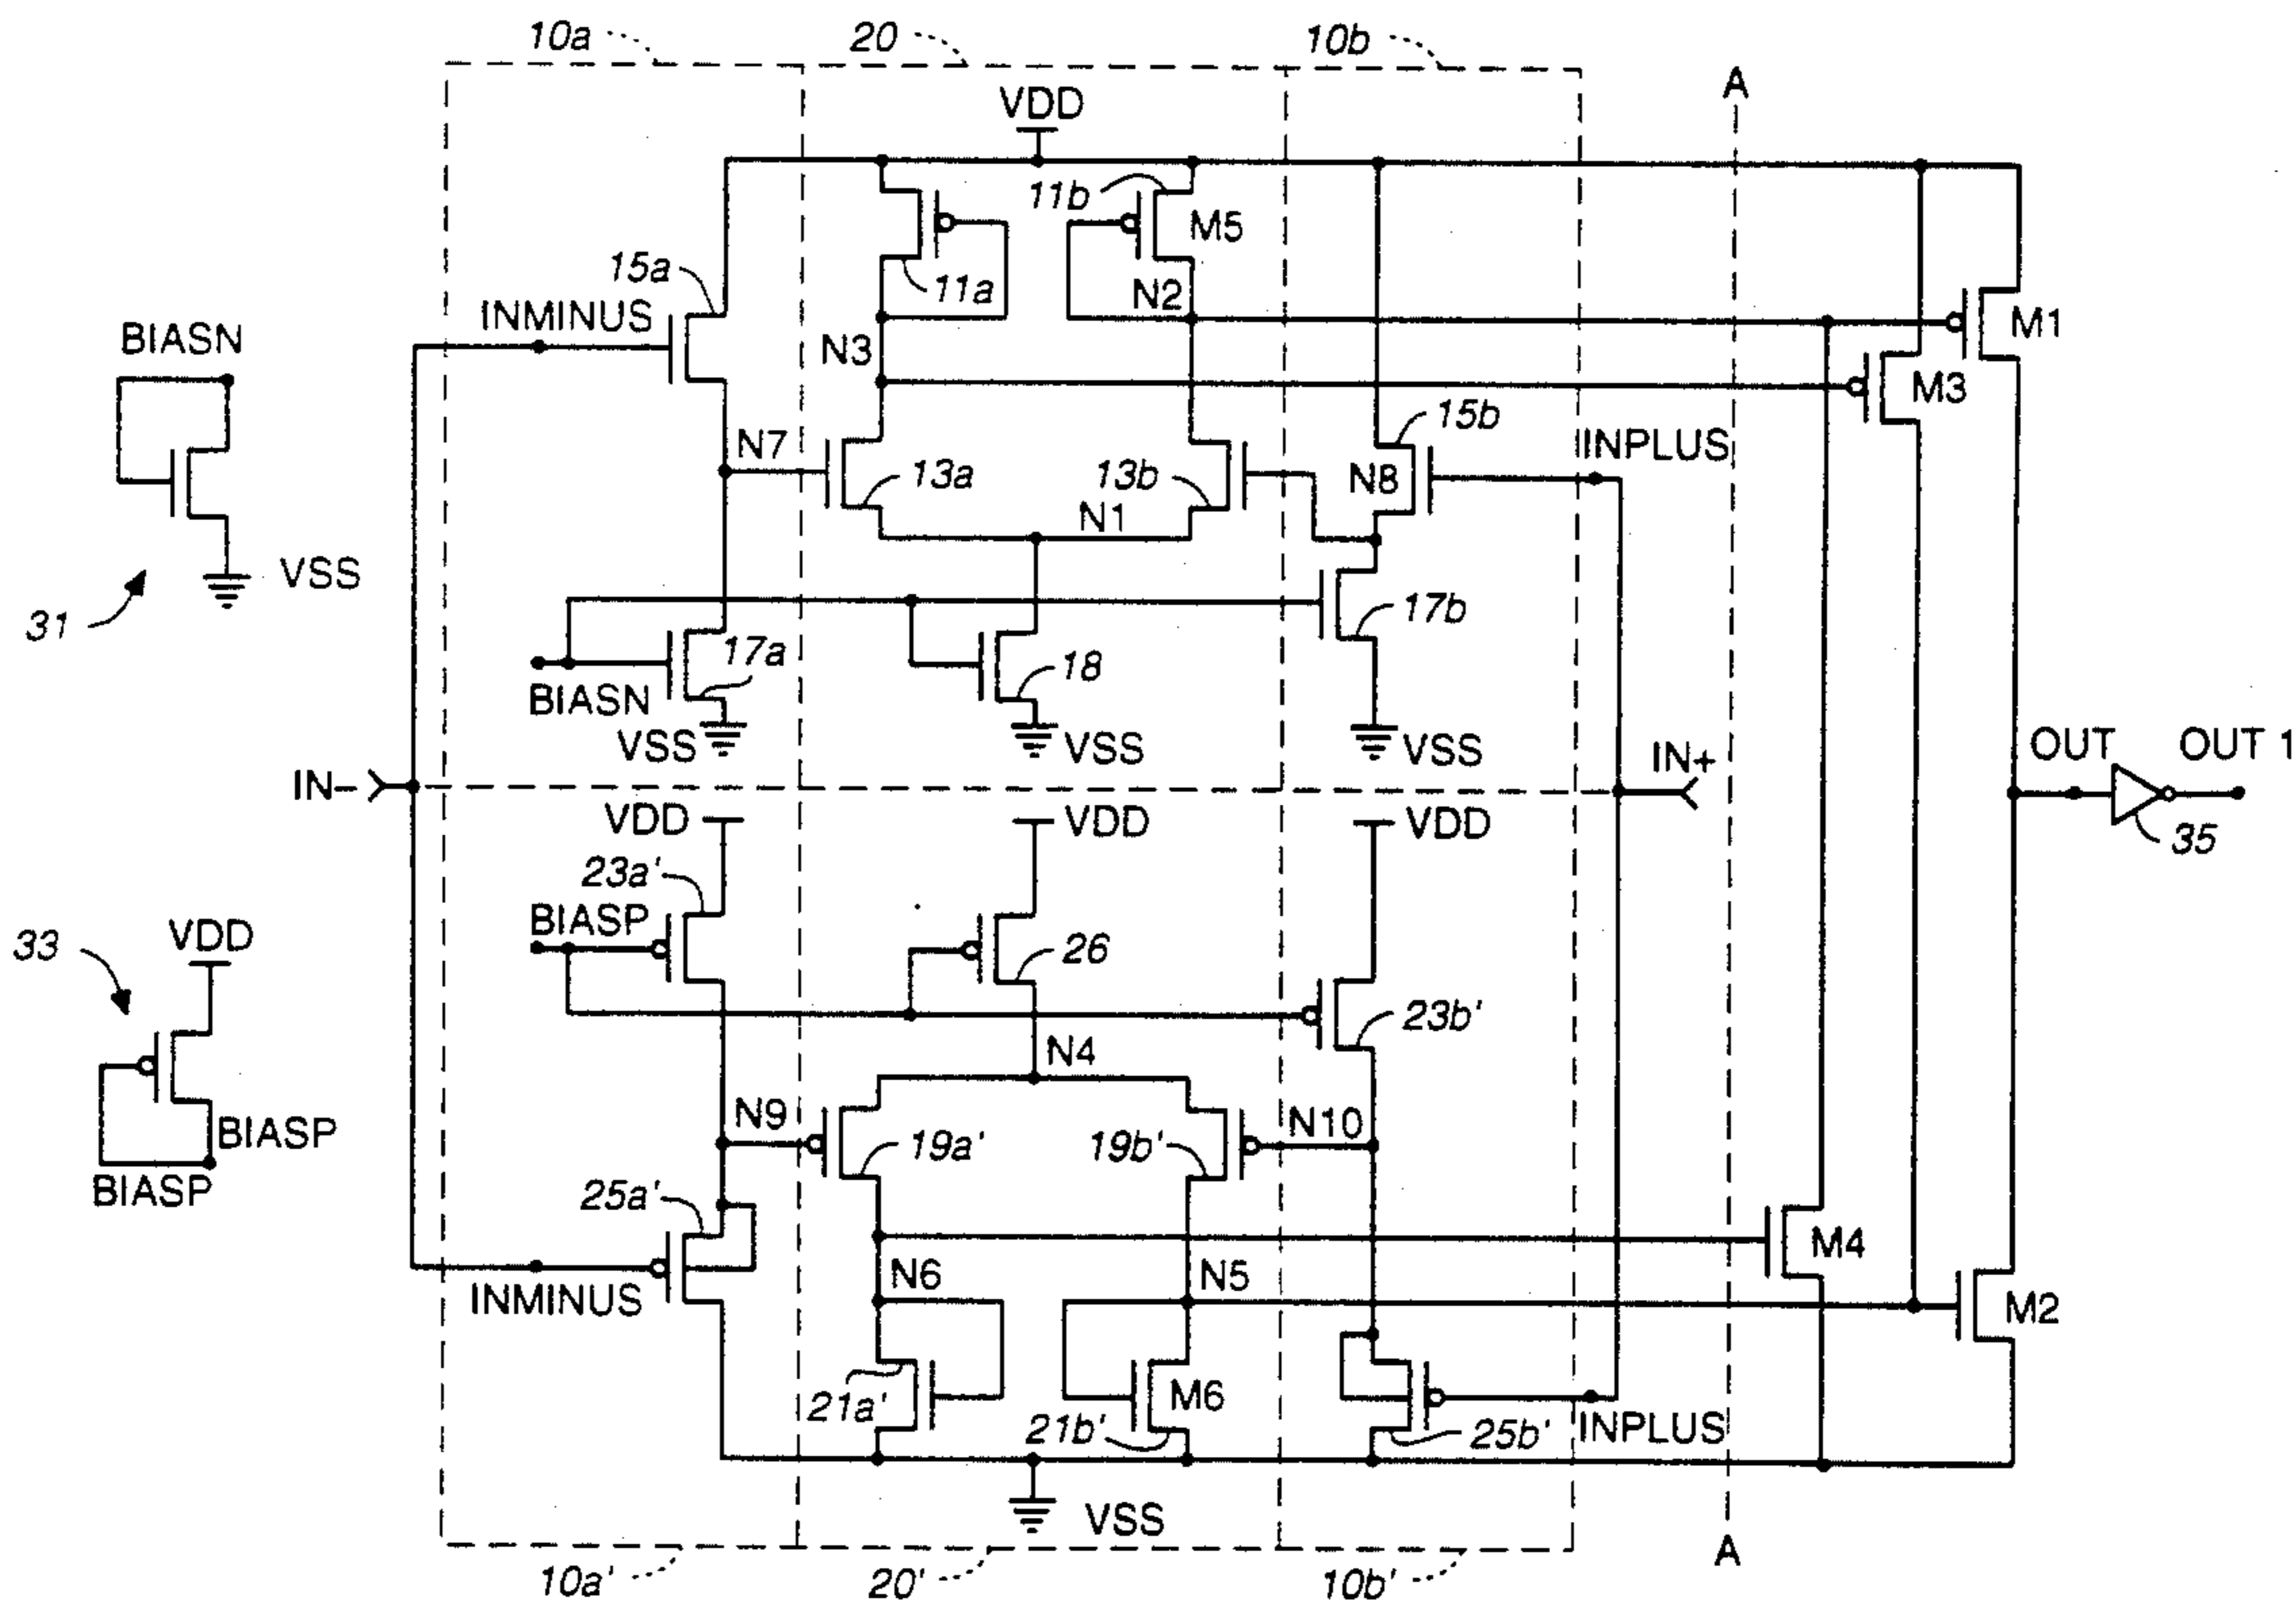 10a 20 10b
A
VDD
11b
M5
15a
11a
N2
INMINUS
M1
BIASN
N3
M3
15b
N7
INPLUS
13a
13b
N8
N1
VSS
17b
31
17a
18
BIASN
VSS
VSS
VSS
OUT
OUT 1
IN+
IN-
VDD
VDD
VDD
35
23a'
BIASP
33
VDD
26
23b'
N4
N9
N10
BIASP
19a'
19b'
BIASP
25a'
M4
N6
N5
INMINUS
M2
21a'
M6
21b'
25b'
INPLUS
VSS
A
10a' 20' 10b'